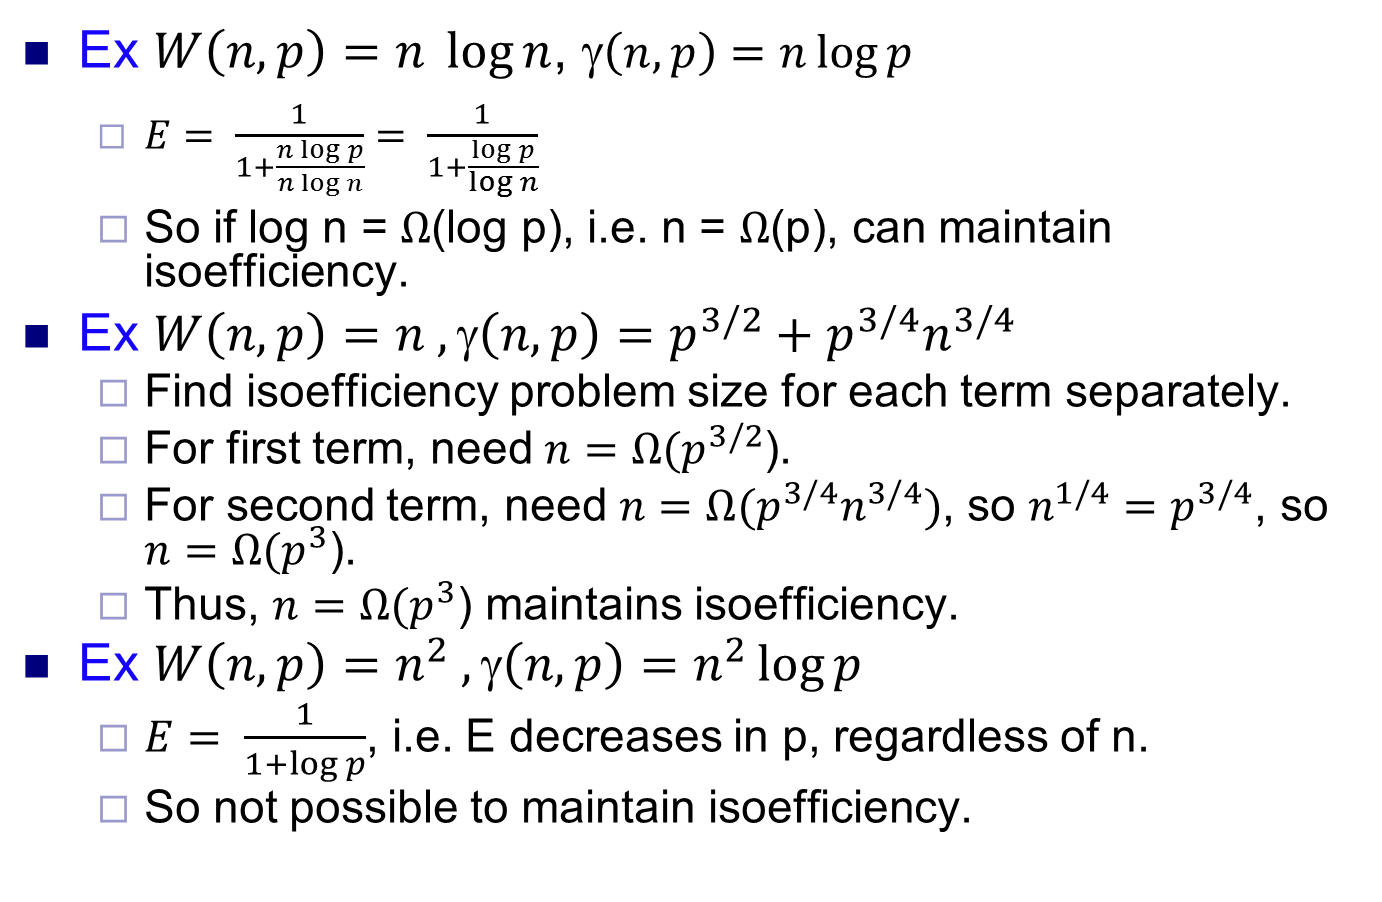 Ex W(n, p) = n log n, γ(n, p) = n log p
E = 1/(1+(n log p)/(n log n)) = 1/(1+(log p)/(log n))
So if log n = Ω(log p), i.e. n = Ω(p), can maintain
isoefficiency.
Ex W(n, p) = n , γ(n, p) = p^{3/2} + p^{3/4}n^{3/4}
Find isoefficiency problem size for each term separately.
For first term, need n = Ω(p^{3/2}).
For second term, need n = Ω(p^{3/4}n^{3/4}), so n^{1/4} = p^{3/4}, so
n = Ω(p^3).
Thus, n = Ω(p^3) maintains isoefficiency.
Ex W(n, p) = n^2 , γ(n, p) = n^2 log p
E = 1/(1+log p), i.e. E decreases in p, regardless of n.
So not possible to maintain isoefficiency.